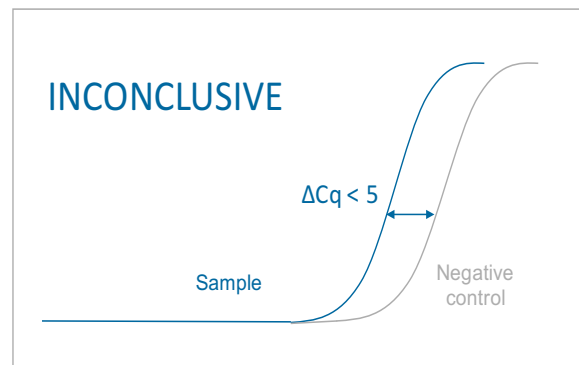 INCONCLUSIVE
ΔCq < 5
Sample
Negative
control